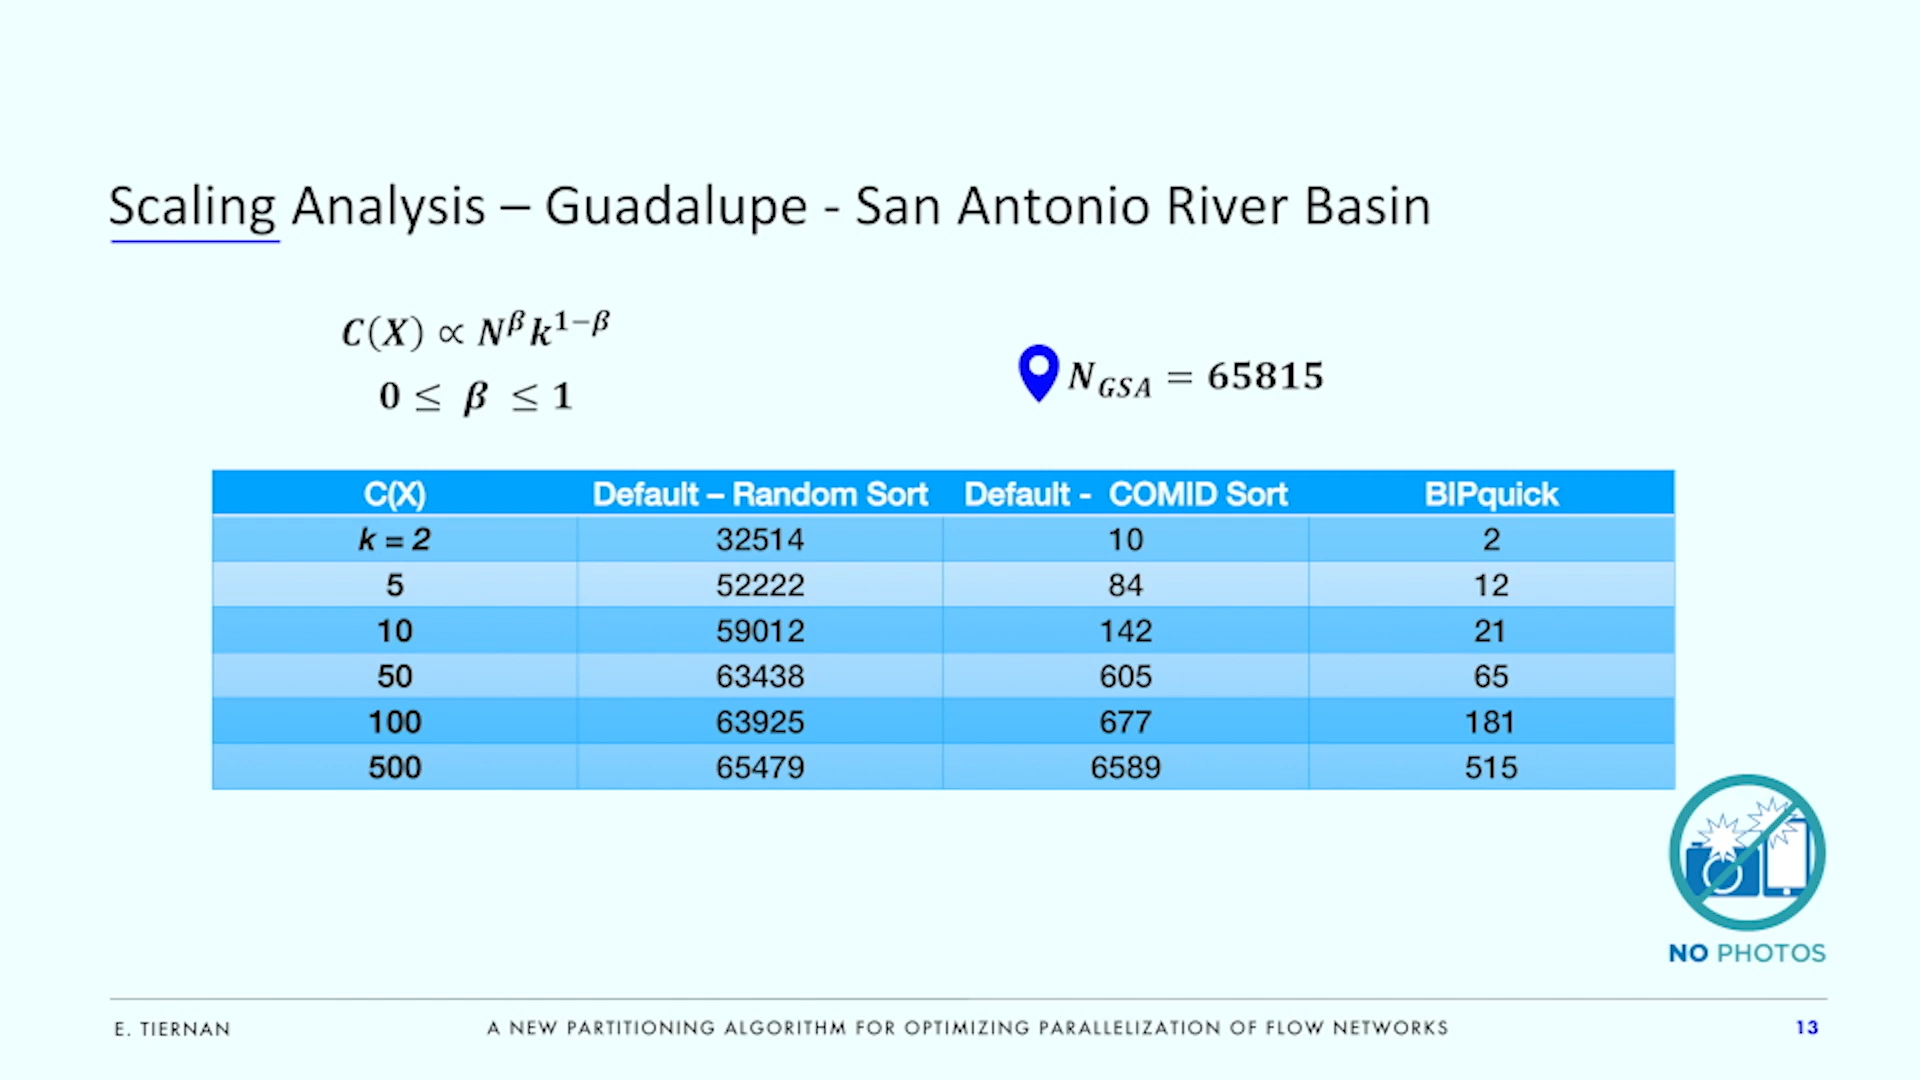 Scaling Analysis – Guadalupe - San Antonio River Basin
C(X) ∝ N^β k^{1−β}
0 ≤ β ≤ 1
N_{GSA} = 65815
C(X) Default – Random Sort Default - COMID Sort BIPquick
k = 2 32514 10 2
5 52222 84 12
10 59012 142 21
50 63438 605 65
100 63925 677 181
500 65479 6589 515
NO PHOTOS
E. TIERNAN A NEW PARTITIONING ALGORITHM FOR OPTIMIZING PARALLELIZATION OF FLOW NETWORKS 13